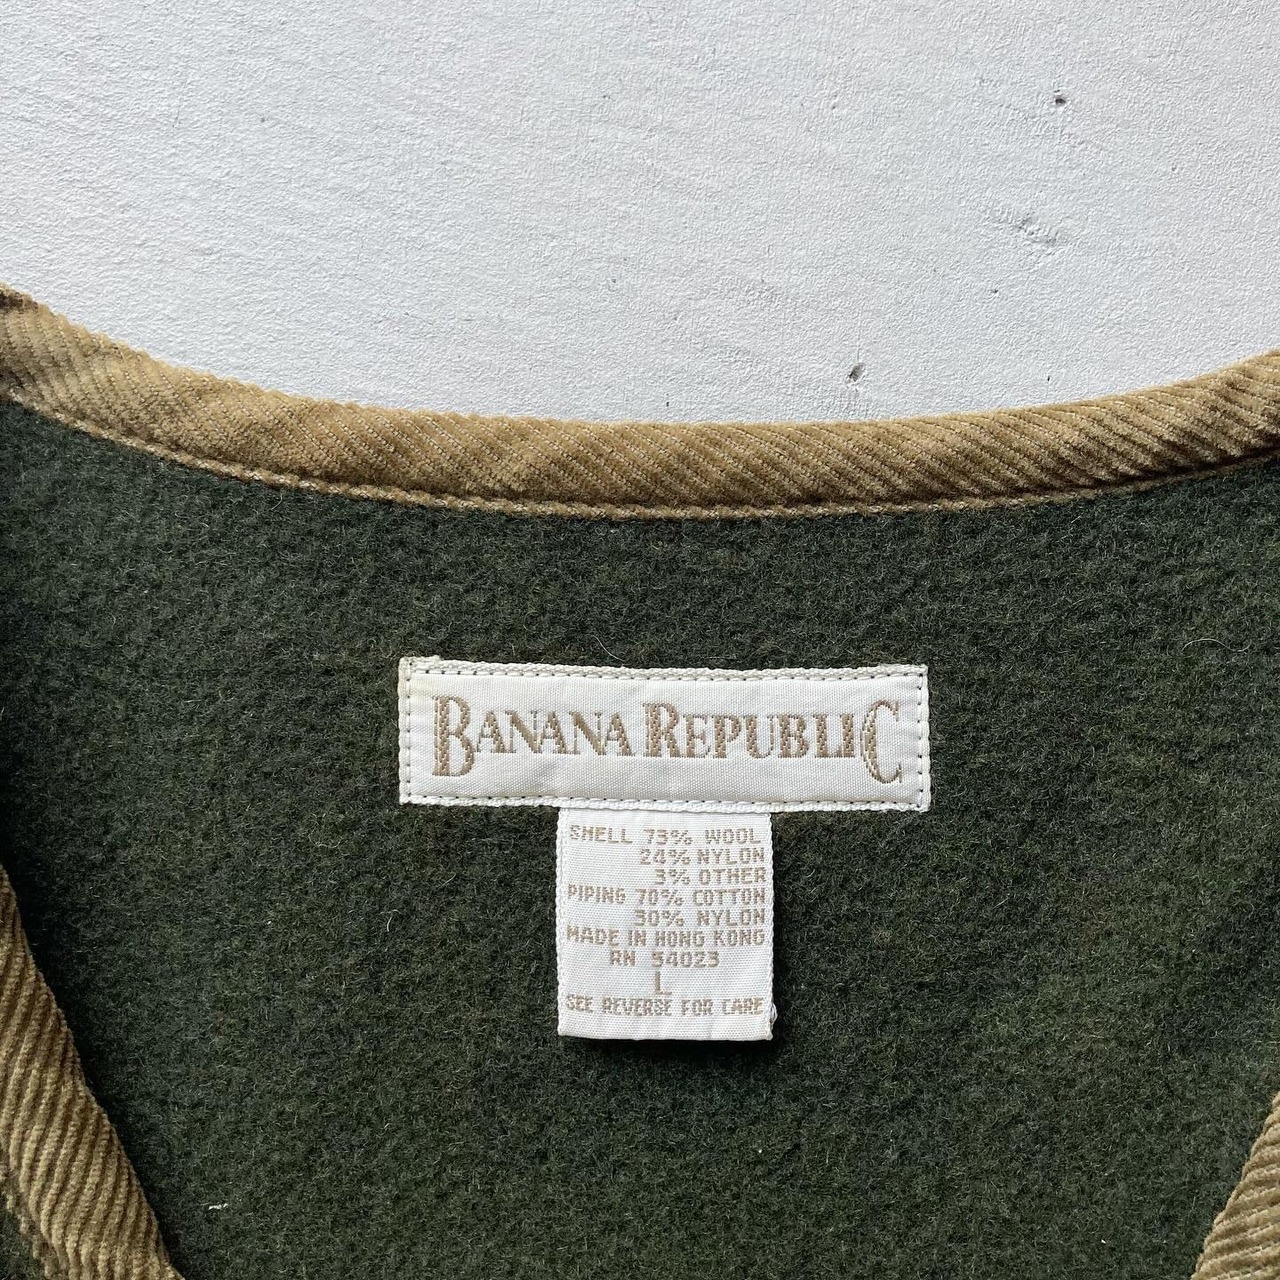 BANANA REPUBLIC
SHELL 73% WOOL
24% NYLON
3% OTHER
PIPING 70% COTTON
30% NYLON
MADE IN HONG KONG
RN 54023
L
SEE REVERSE FOR CARE